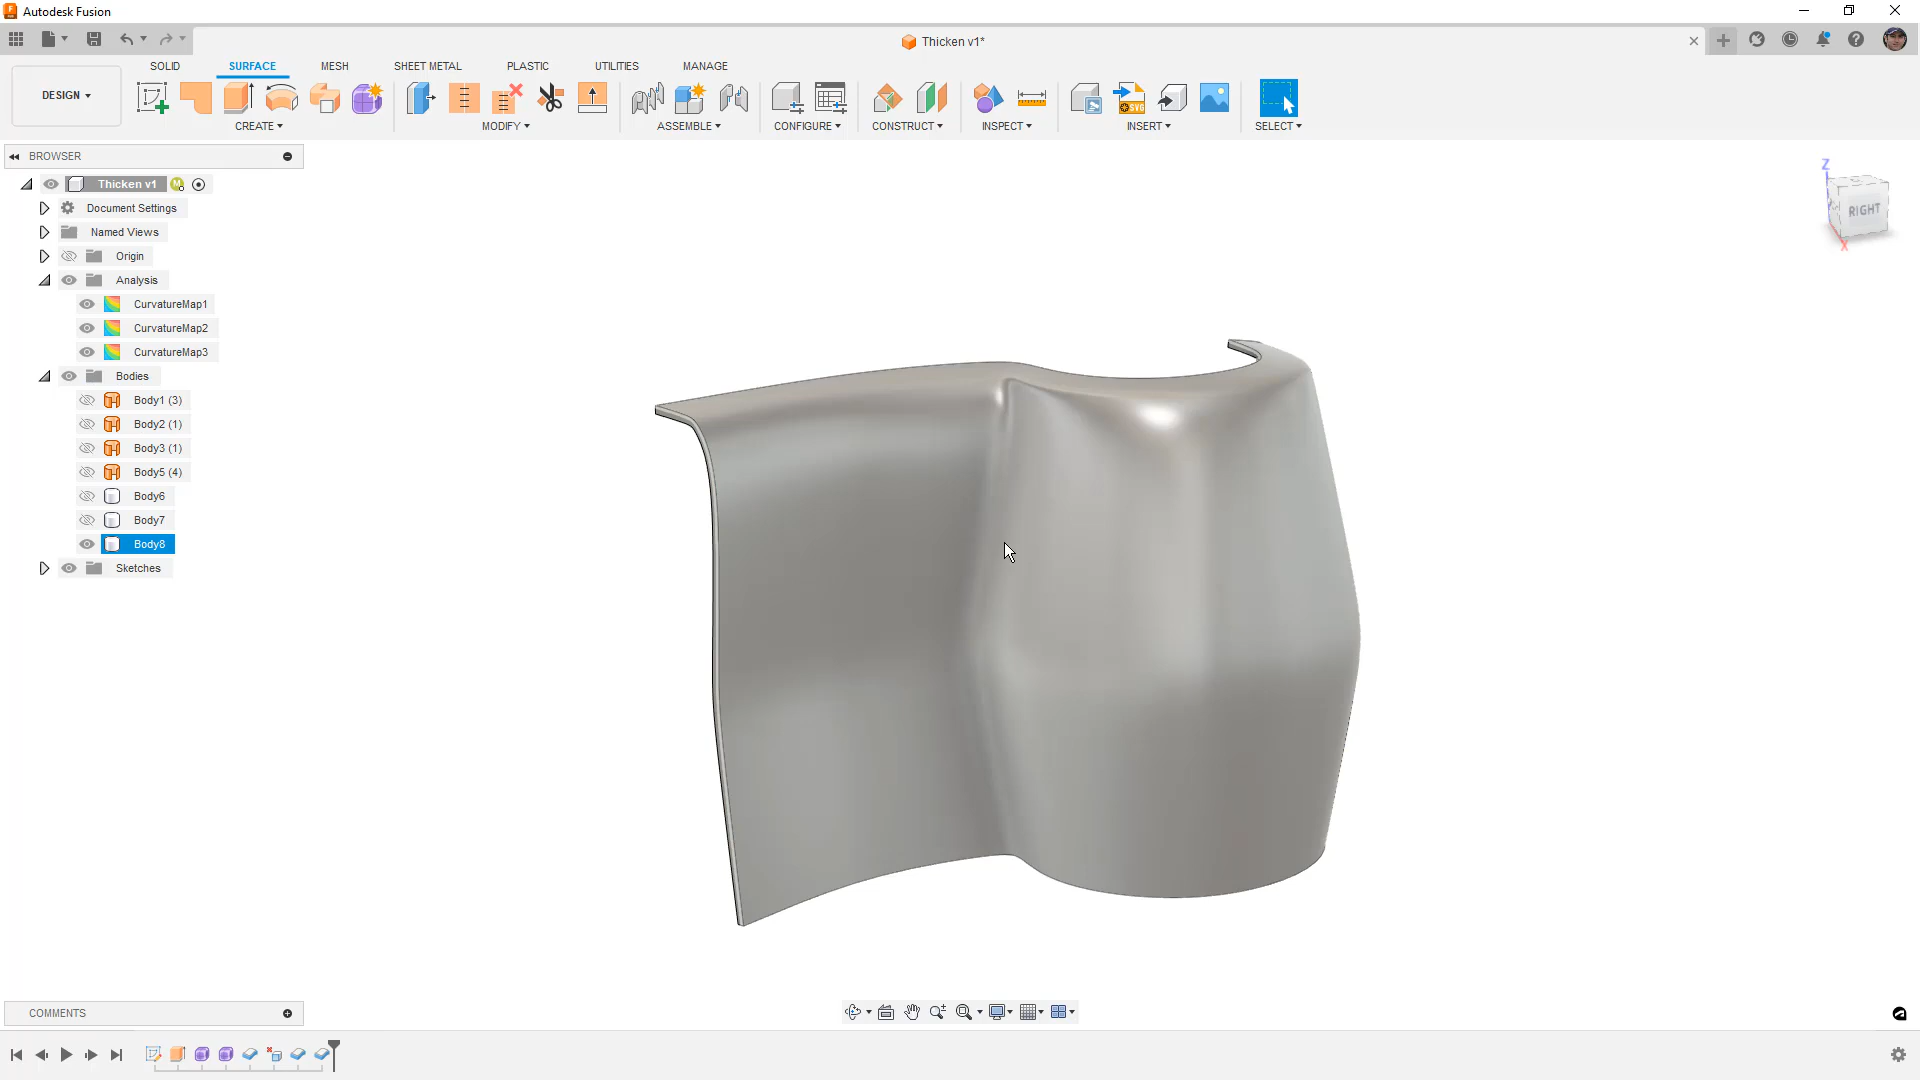 Autodesk Fusion
Thicken v1*
SOLID SURFACE MESH SHEET METAL PLASTIC UTILITIES MANAGE
DESIGN
CREATE MODIFY ASSEMBLE CONFIGURE CONSTRUCT INSPECT INSERT SELECT
BROWSER
Thicken v1
Document Settings
Named Views
Origin
Analysis
CurvatureMap1
CurvatureMap2
CurvatureMap3
Bodies
Body1 (3)
Body2 (1)
Body3 (1)
Body5 (4)
Body6
Body7
Body8
Sketches
Z
RIGHT
X
COMMENTS